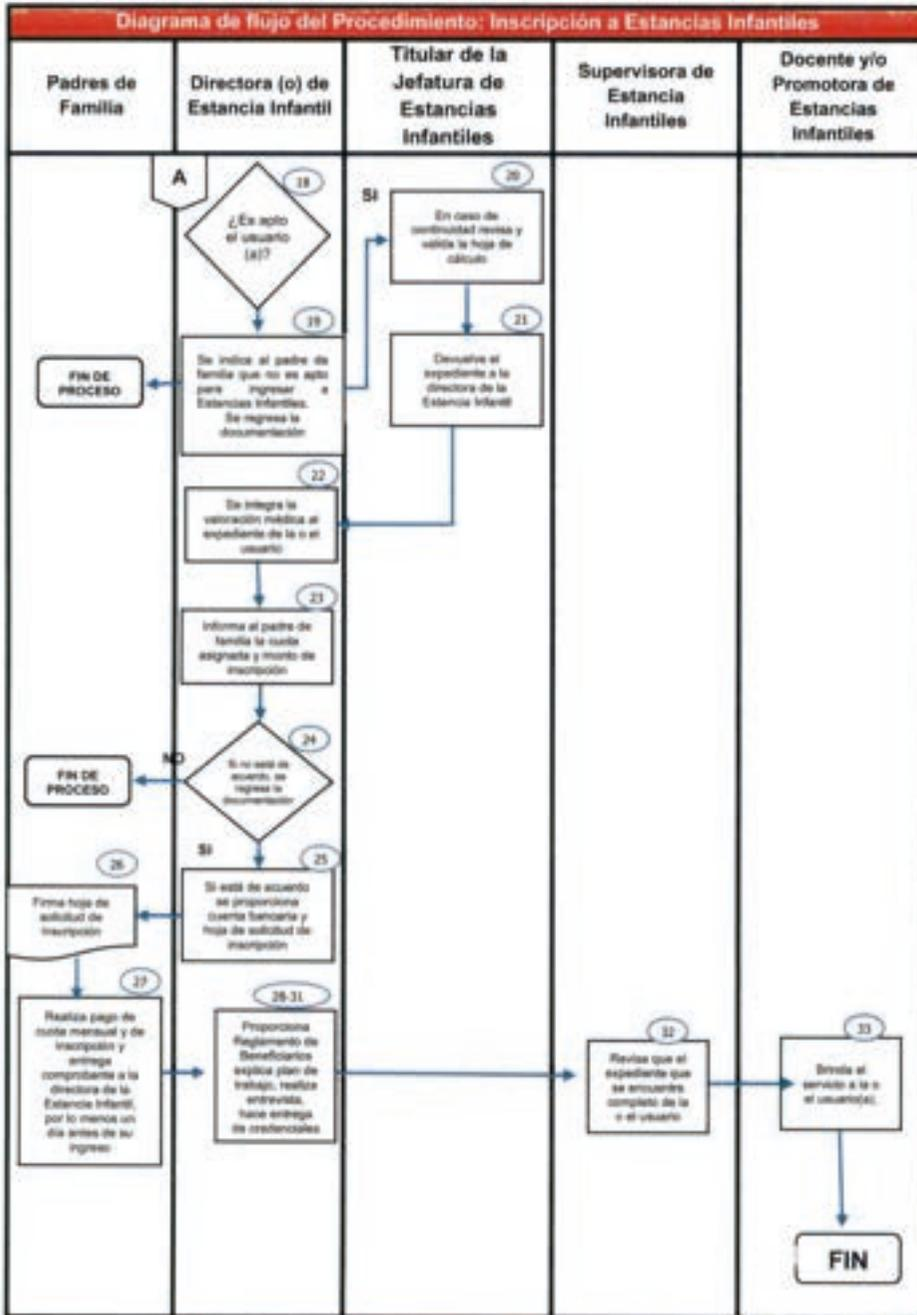 Diagrama de flujo del Procedimiento: Inscripción a Estancias Infantiles
Padres de
Familia
Directora (o) de
Estancia Infantil
Titular de la
Jefatura de
Estancias
Infantiles
Supervisora de
Estancia
Infantiles
Docente y/o
Promotora de
Estancias
Infantiles
A
18
¿Es apto
el usuario
(a)?
SI
20
En caso de
continuidad revisa y
valida la hoja de
cálculo
19
Se indica al padre de
familia que no es apto
para ingresar a
Estancias Infantiles.
Se regresa la
documentación
FIN DE
PROCESO
21
Devuelve el
expediente a la
directora de la
Estancia Infantil
22
Se integra la
valoración médica al
expediente de la o el
usuario
23
Informa al padre de
familia la cuota
asignada y monto de
inscripción
24
Si no está de
acuerdo, se
regresa la
documentación
NO
FIN DE
PROCESO
SI
25
Si está de acuerdo
se proporciona
cuenta bancaria y
hoja de solicitud de
inscripción
26
Firma hoja de
solicitud de
Inscripción
27
Realiza pago de
cuota mensual y de
inscripción y
entrega
comprobante a la
directora de la
Estancia Infantil,
por lo menos un
día antes de su
ingreso
28-31
Proporciona
Reglamento de
Beneficiarios
explica plan de
trabajo, realiza
entrevista,
hace entrega
de credenciales
32
Revisa que el
expediente que
se encuentre
completo de la
o el usuario
33
Brinda el
servicio a la o
el usuario(a).
FIN